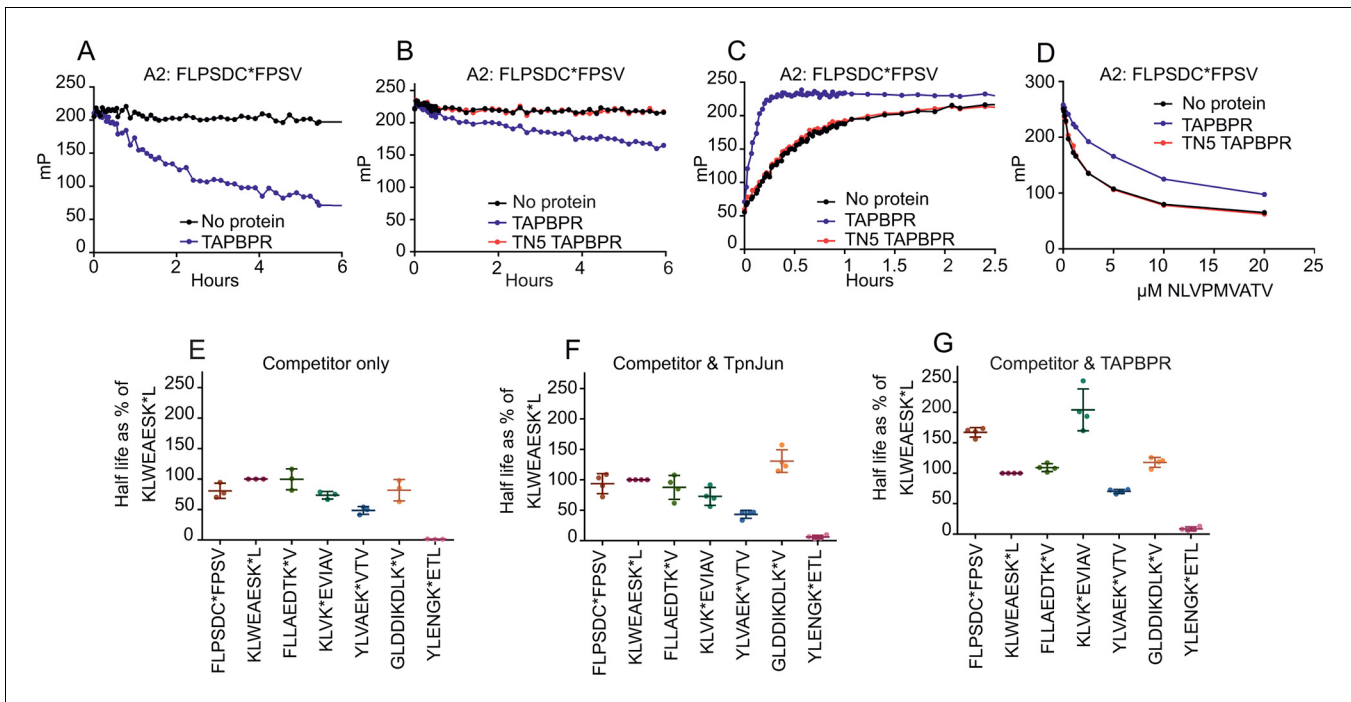 A
A2: FLPSDC*FPSV
250
200
150
100
50
0
mP
No protein
TAPBPR
0 2 4 6
Hours
B
A2: FLPSDC*FPSV
250
200
150
100
50
0
mP
No protein
TAPBPR
TN5 TAPBPR
0 2 4 6
Hours
C
A2: FLPSDC*FPSV
250
200
150
100
50
0
mP
No protein
TAPBPR
TN5 TAPBPR
0 0.5 1 1.5 2 2.5
Hours
D
A2: FLPSDC*FPSV
300
200
100
0
mP
No protein
TAPBPR
TN5 TAPBPR
0 5 10 15 20 25
µM NLVPMVATV
E
Competitor only
Half life as % of
KLWEAESK*L
250
200
150
100
50
0
FLPSDC*FPSV
KLWEAESK*L
FLLAEDTK*V
KLVK*EVIAV
YLVAEK*VTV
GLDDIKDLK*V
YLENGK*ETL
F
Competitor & TpnJun
Half life as % of
KLWEAESK*L
250
200
150
100
50
0
FLPSDC*FPSV
KLWEAESK*L
FLLAEDTK*V
KLVK*EVIAV
YLVAEK*VTV
GLDDIKDLK*V
YLENGK*ETL
G
Competitor & TAPBPR
Half life as % of
KLWEAESK*L
250
200
150
100
50
0
FLPSDC*FPSV
KLWEAESK*L
FLLAEDTK*V
KLVK*EVIAV
YLVAEK*VTV
GLDDIKDLK*V
YLENGK*ETL